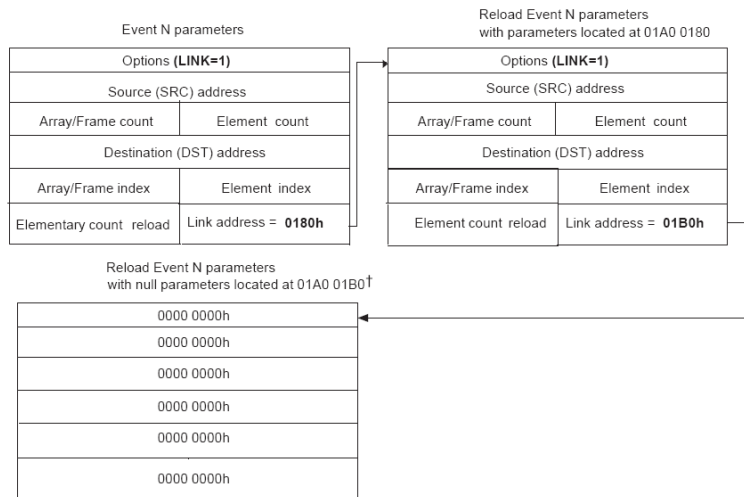 Event N parameters
Options (LINK=1)
Source (SRC) address
Array/Frame count Element count
Destination (DST) address
Array/Frame index Element index
Elementary count reload Link address = 0180h
Reload Event N parameters
with parameters located at 01A0 0180
Options (LINK=1)
Source (SRC) address
Array/Frame count Element count
Destination (DST) address
Array/Frame index Element index
Element count reload Link address = 01B0h
Reload Event N parameters
with null parameters located at 01A0 01B0†
0000 0000h
0000 0000h
0000 0000h
0000 0000h
0000 0000h
0000 0000h